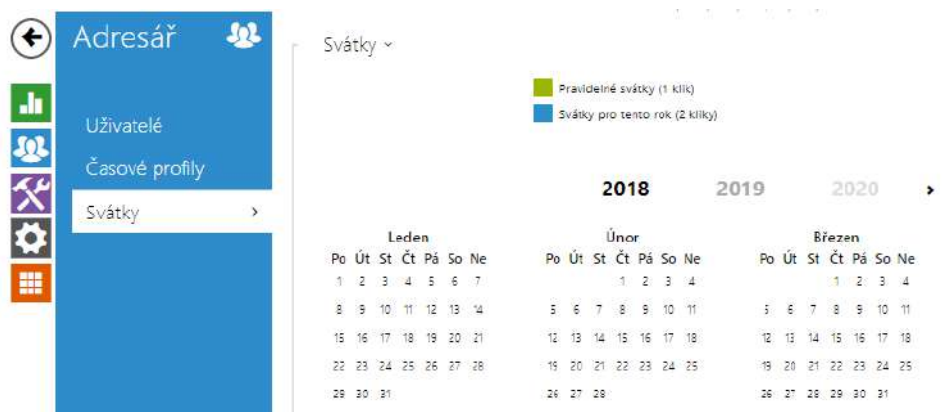 Adresář
Uživatelé
Časové profily
Svátky
Svátky
Pravidelné svátky (1 klik)
Svátky pro tento rok (2 kliky)
2018 2019 2020
Leden Únor Březen
Po Út St Čt Pá So Ne Po Út St Čt Pá So Ne Po Út St Čt Pá So Ne
1 2 3 4 5 6 7 1 2 3 4 1 2 3 4
8 9 10 11 12 13 14 5 6 7 8 9 10 11 5 6 7 8 9 10 11
15 16 17 18 19 20 21 12 13 14 15 16 17 18 12 13 14 15 16 17 18
22 23 24 25 26 27 28 19 20 21 22 23 24 25 19 20 21 22 23 24 25
29 30 31 26 27 28 26 27 28 29 30 31